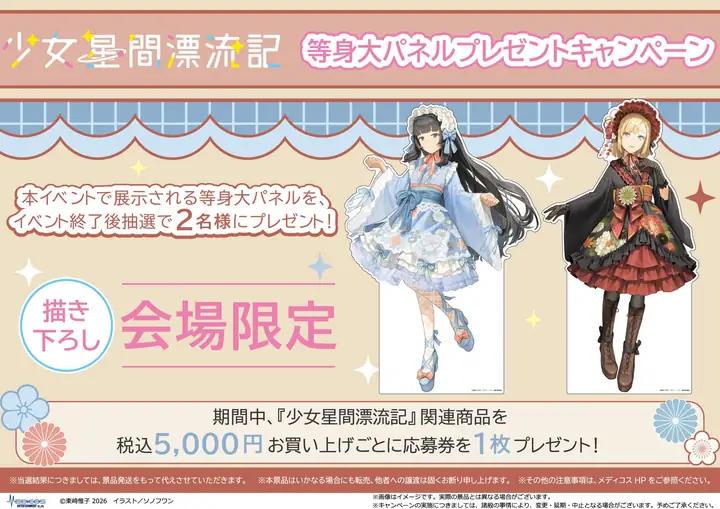 少女星間漂流記 等身大パネルプレゼントキャンペーン
本イベントで展示される等身大パネルを、
イベント終了後抽選で2名様にプレゼント!
描き
下ろし
会場限定
期間中、『少女星間漂流記』関連商品を
税込5,000円お買い上げごとに応募券を1枚プレゼント!
※当選結果につきましては、景品発送をもって代えさせていただきます。 ※本景品はいかなる場合にも転売、他者への譲渡は固くお断り申し上げます。 ※その他の注意事項は、メディコス HP をご参照ください。
©東崎惟子 2026 イラスト/ソノフワン
※画像はイメージです。実際の景品とは異なる場合がございます。
※キャンペーンの実施につきましては、諸般の事情により、変更・延期・中止となる場合がございます。予めご了承ください。